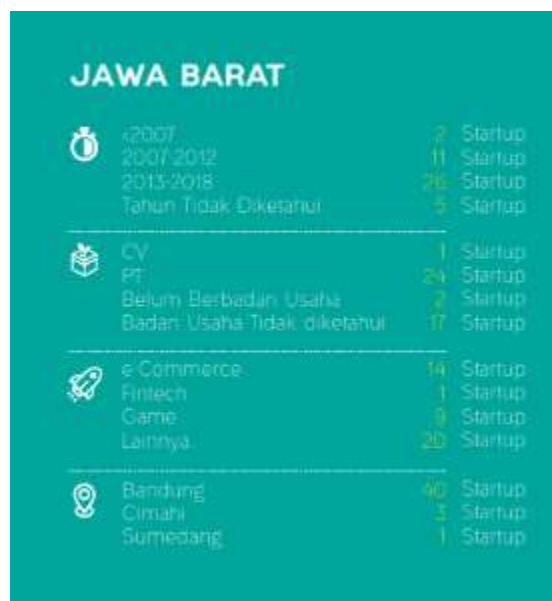 JAWA BARAT
<2007 2 Startup
2007-2012 11 Startup
2013-2018 26 Startup
Tahun Tidak Diketahui 5 Startup
CV 1 Startup
PT 24 Startup
Belum Berbadan Usaha 2 Startup
Badan Usaha Tidak diketahui 17 Startup
e-Commerce 14 Startup
Fintech 1 Startup
Game 9 Startup
Lainnya 20 Startup
Bandung 40 Startup
Cimahi 3 Startup
Sumedang 1 Startup